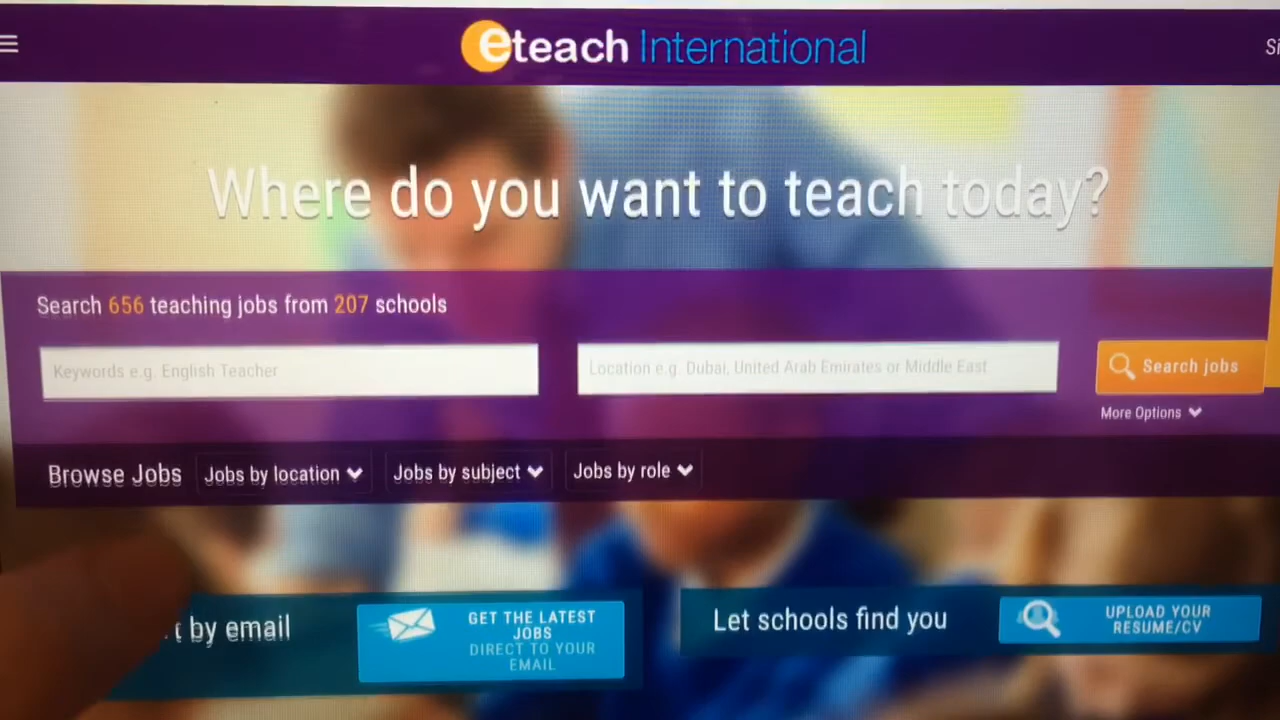 eteach International
Si
Where do you want to teach today?
Search 656 teaching jobs from 207 schools
Keywords e.g. English Teacher
Location e.g. Dubai, United Arab Emirates or Middle East
Search jobs
More Options
Browse Jobs
Jobs by location
Jobs by subject
Jobs by role
t by email
GET THE LATEST
JOBS
DIRECT TO YOUR
EMAIL
Let schools find you
UPLOAD YOUR
RESUME/CV